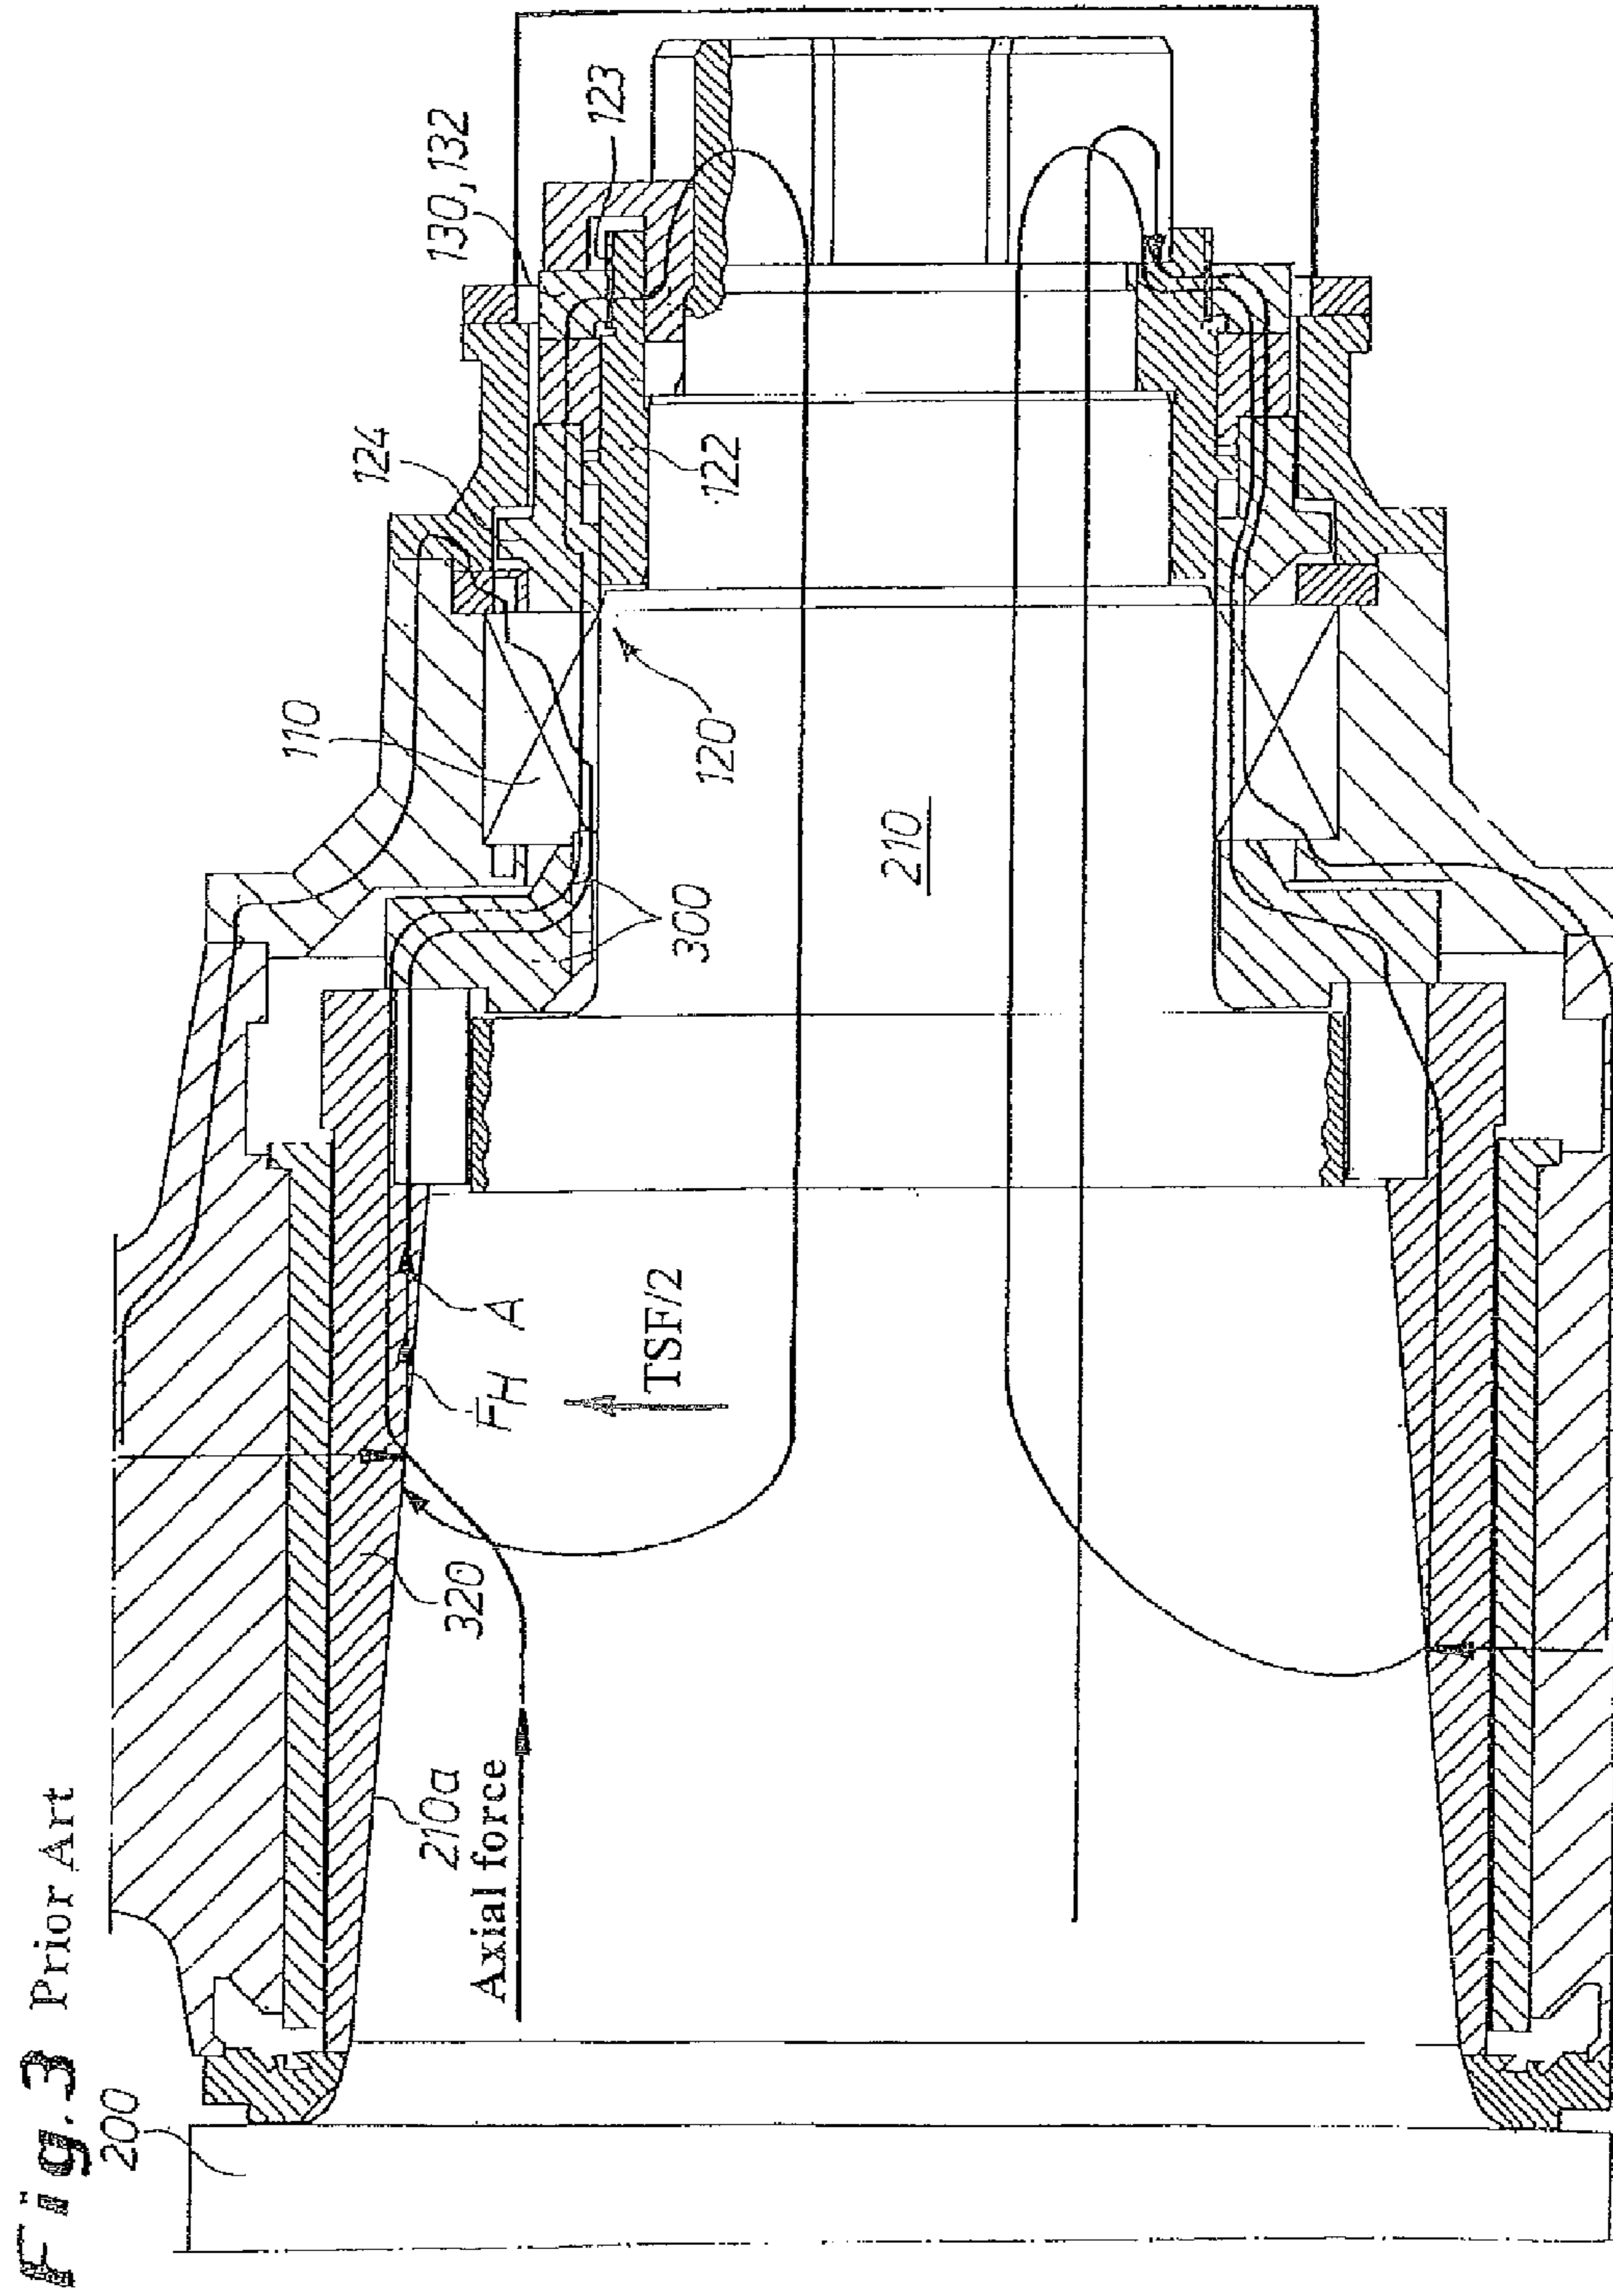 Fig.3 Prior Art
200
210a
Axial force
320
FH
A
TSF/2
300
210
110
120
124
122
130, 132
123